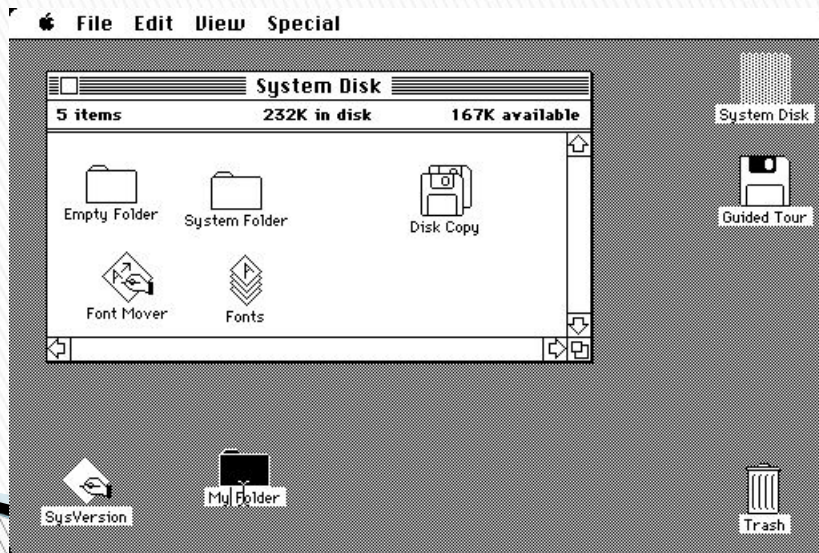 File Edit View Special
System Disk
5 items 232K in disk 167K available
Empty Folder
System Folder
Disk Copy
Font Mover
Fonts
System Disk
Guided Tour
SysVersion
My Folder
Trash